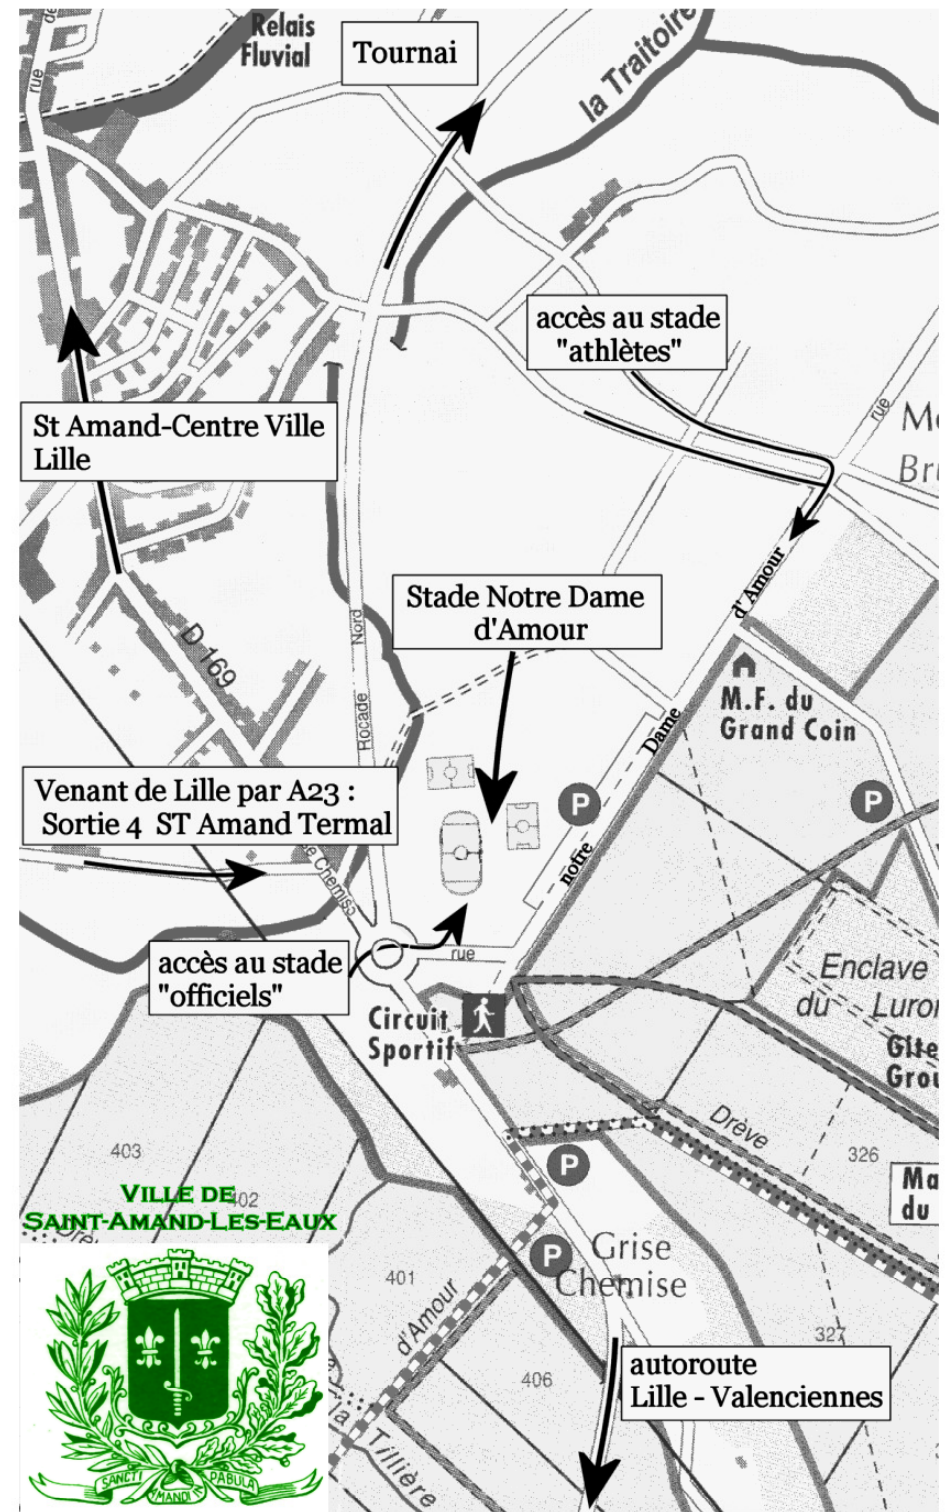 rue
de
Relais
Fluvial
Tournai
la Traitoire
accès au stade
"athlètes"
rue
St Amand-Centre Ville
Lille
D 169
Stade Notre Dame
d'Amour
d'Amour
Nord
Rocade
M.F. du
Grand Coin
Dame
Venant de Lille par A23 :
Sortie 4 ST Amand Termal
P
P
notre
Chemise
accès au stade
"officiels"
rue
Enclave
du
Circuit
Sportif
Drève
403
326
VILLE DE
402
SAINT-AMAND-LES-EAUX
P
P
Grise
Chemise
401
d'Amour
327
406
autoroute
Lille - Valenciennes
Tillière
SANCTI
PABULA